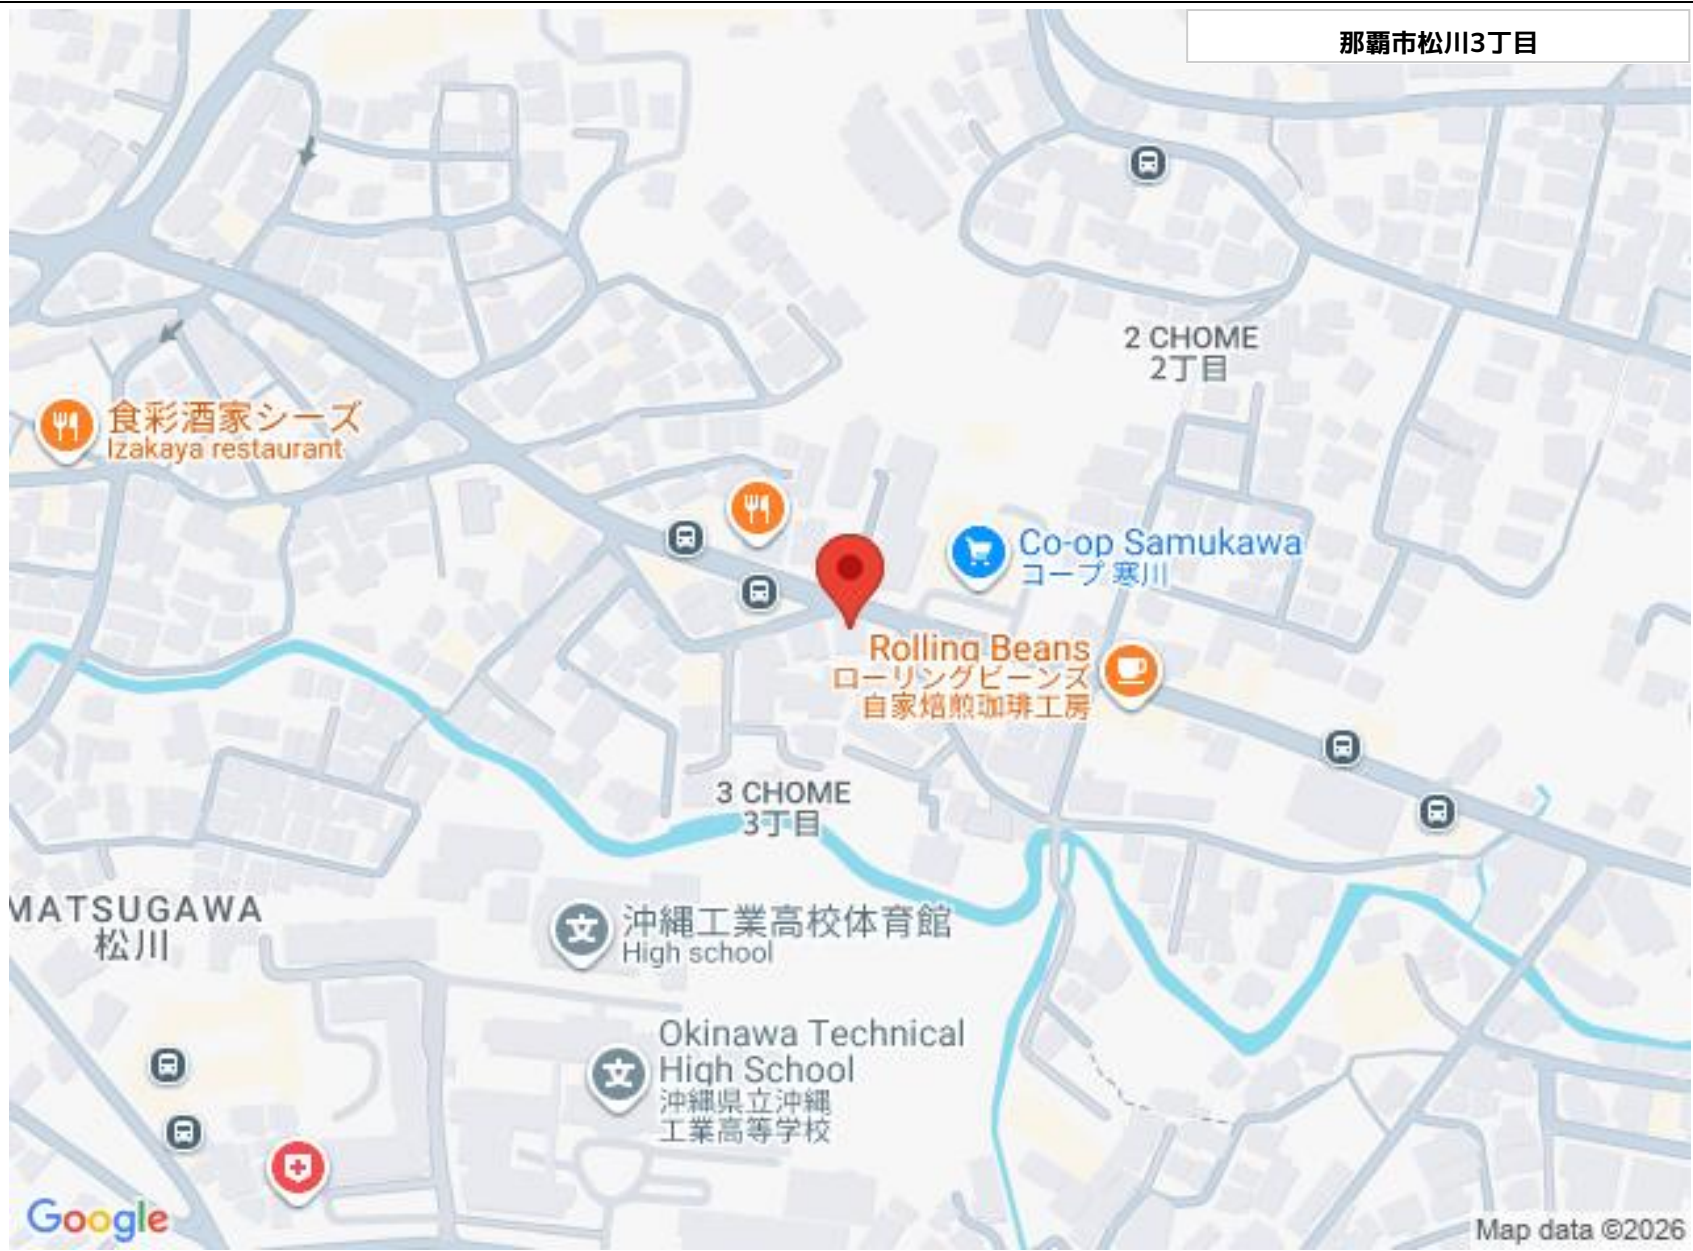 那覇市松川3丁目
2 CHOME
2丁目
食彩酒家シーズ
Izakaya restaurant
Co-op Samukawa
コープ寒川
Rolling Beans
ローリングビーンズ
自家焙煎珈琲工房
3 CHOME
3丁目
MATSUGAWA
松川
沖縄工業高校体育館
High school
Okinawa Technical
High School
沖縄県立沖縄
工業高等学校
Google
Map data ©2026